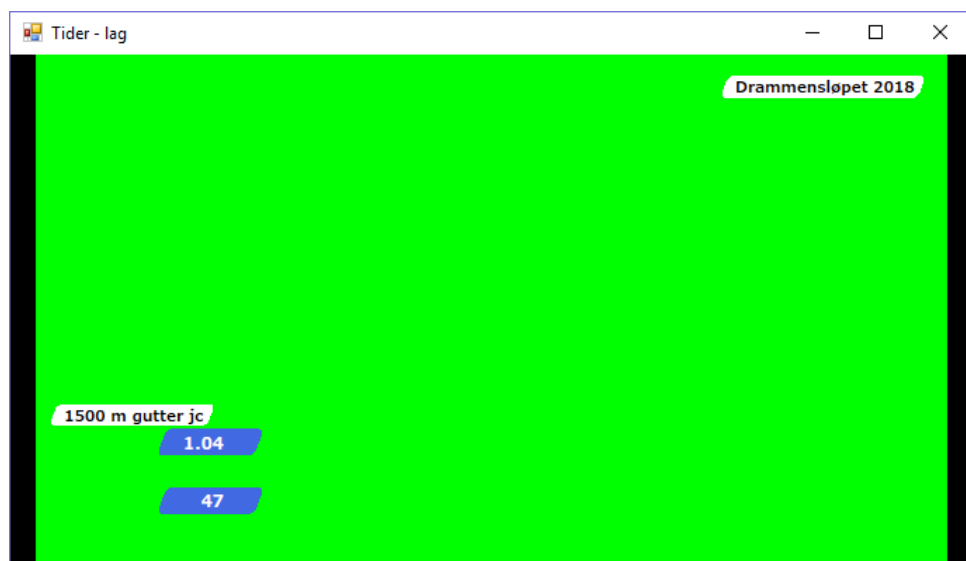 Tider - lag
Drammensløpet 2018
1500 m gutter jc
1.04
47